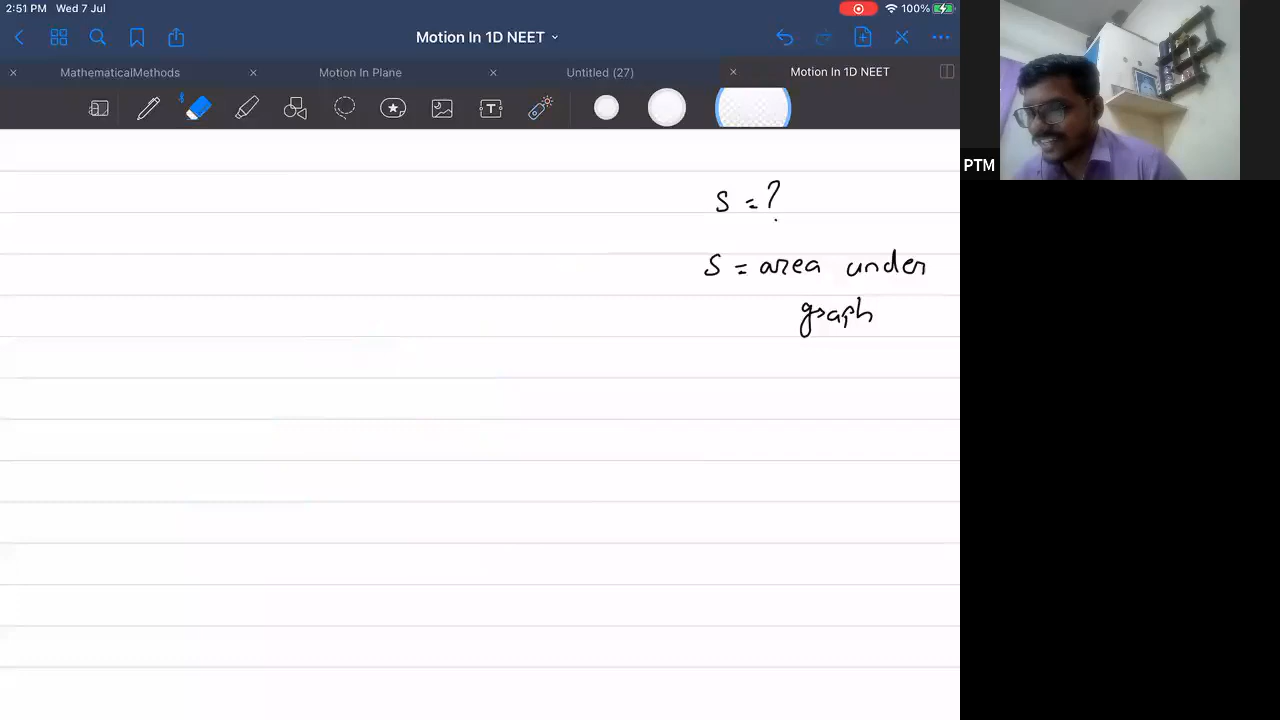 2:51 PM Wed 7 Jul
100%
Motion In 1D NEET
MathematicalMethods
Motion In Plane
Untitled (27)
Motion In 1D NEET
T
PTM
s = ?
s = area under
graph